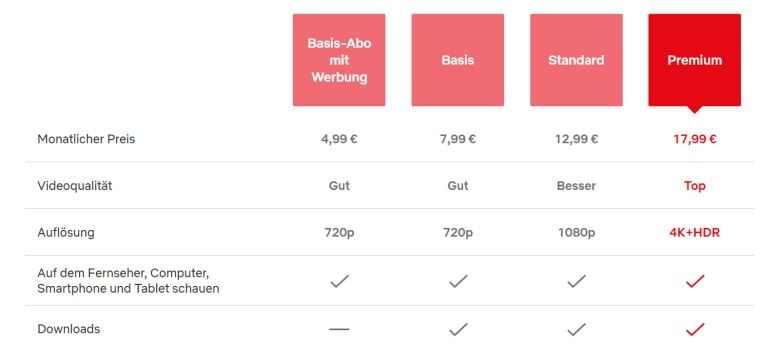 Basis-Abo
mit
Werbung
Basis
Standard
Premium
Monatlicher Preis 4,99 € 7,99 € 12,99 € 17,99 €
Videoqualität Gut Gut Besser Top
Auflösung 720p 720p 1080p 4K+HDR
Auf dem Fernseher, Computer,
Smartphone und Tablet schauen
Downloads